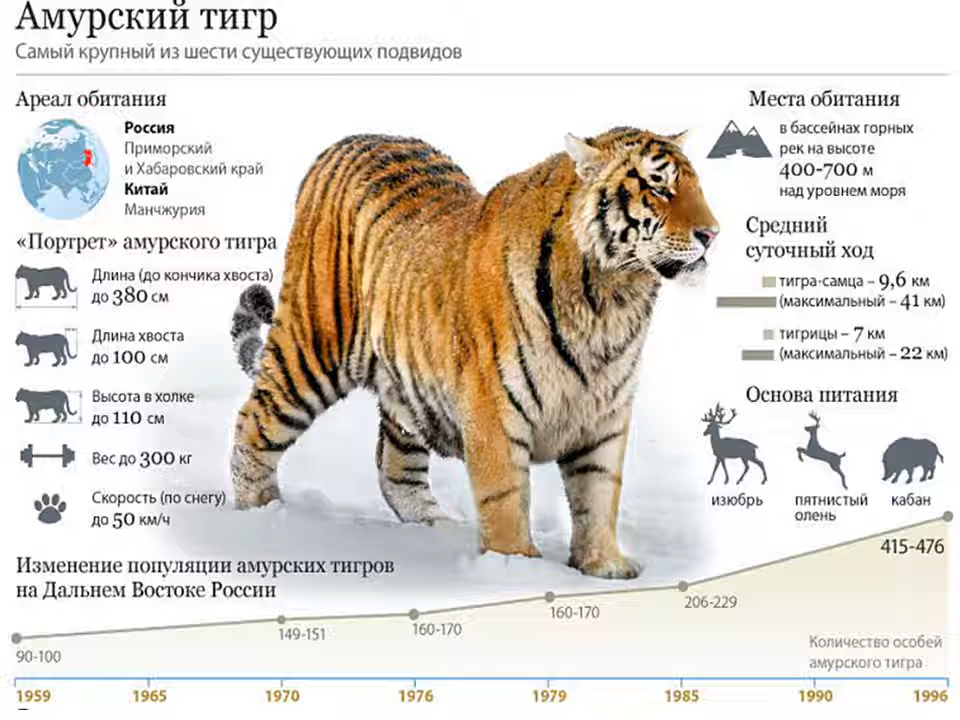 Амурский тигр
Самый крупный из шести существующих подвидов
Ареал обитания
Россия
Приморский
и Хабаровский край
Китай
Манчжурия
«Портрет» амурского тигра
Длина (до кончика хвоста)
до 380 см
Длина хвоста
до 100 см
Высота в холке
до 110 см
Вес до 300 кг
Скорость (по снегу)
до 50 км/ч
Места обитания
в бассейнах горных
рек на высоте
400-700 м
над уровнем моря
Средний
суточный ход
тигра-самца – 9,6 км
(максимальный – 41 км)
тигрицы – 7 км
(максимальный – 22 км)
Основа питания
изюбрь
пятнистый
олень
кабан
Изменение популяции амурских тигров
на Дальнем Востоке России
90-100
149-151
160-170
160-170
206-229
415-476
Количество особей
амурского тигра
1959 1965 1970 1976 1979 1985 1990 1996